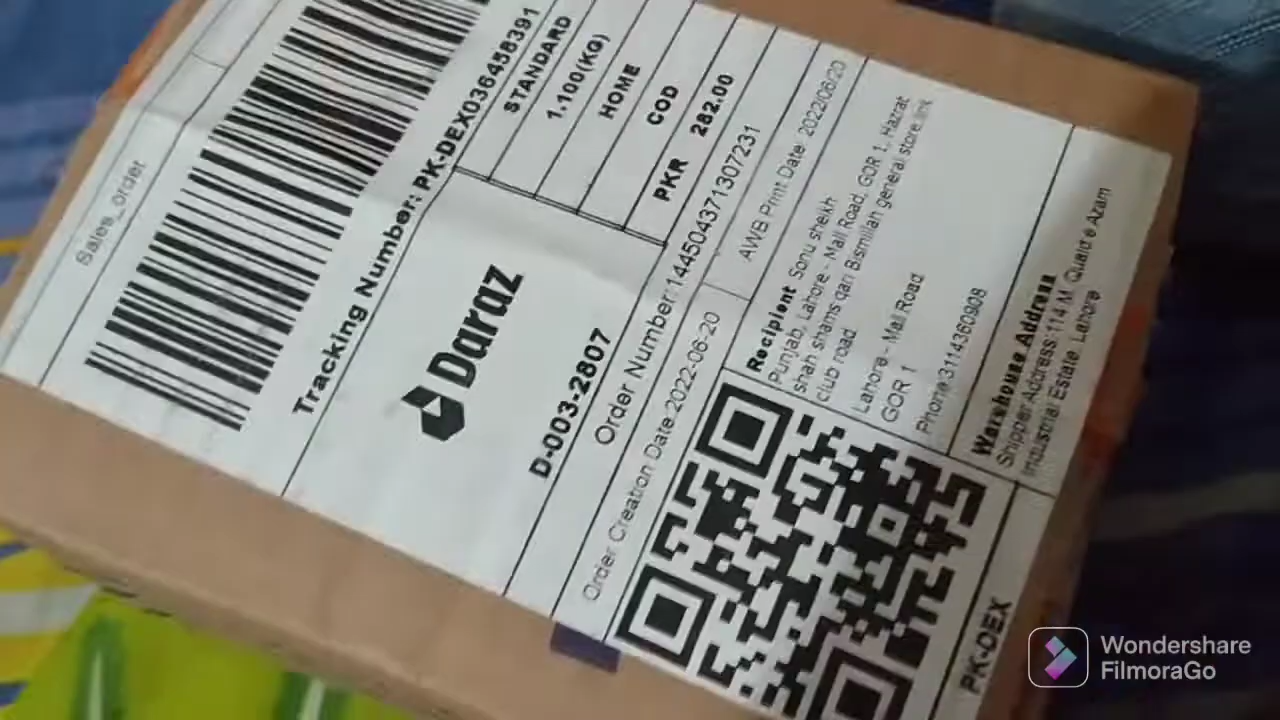 Sales_order
Tracking Number: PK-DEX036458391
STANDARD
1.100(KG)
HOME
COD
PKR 282.00
Daraz
D-003-2807
Order Number:144504371307231
Order Creation Date:2022-06-20
AWB Print Date: 2022/06/20
Recipient Sonu sheikh
Punjab, Lahore - Mall Road, GOR 1, Hazrat
shah shams qari Bismillah general store
club road
Lahore - Mall Road
GOR 1
Phone:3114360908
Warehouse Address
Shipper Address:114 M, Quaid e Azam
Industrial Estate, Lahore
PK-DEX
Wondershare
FilmoraGo